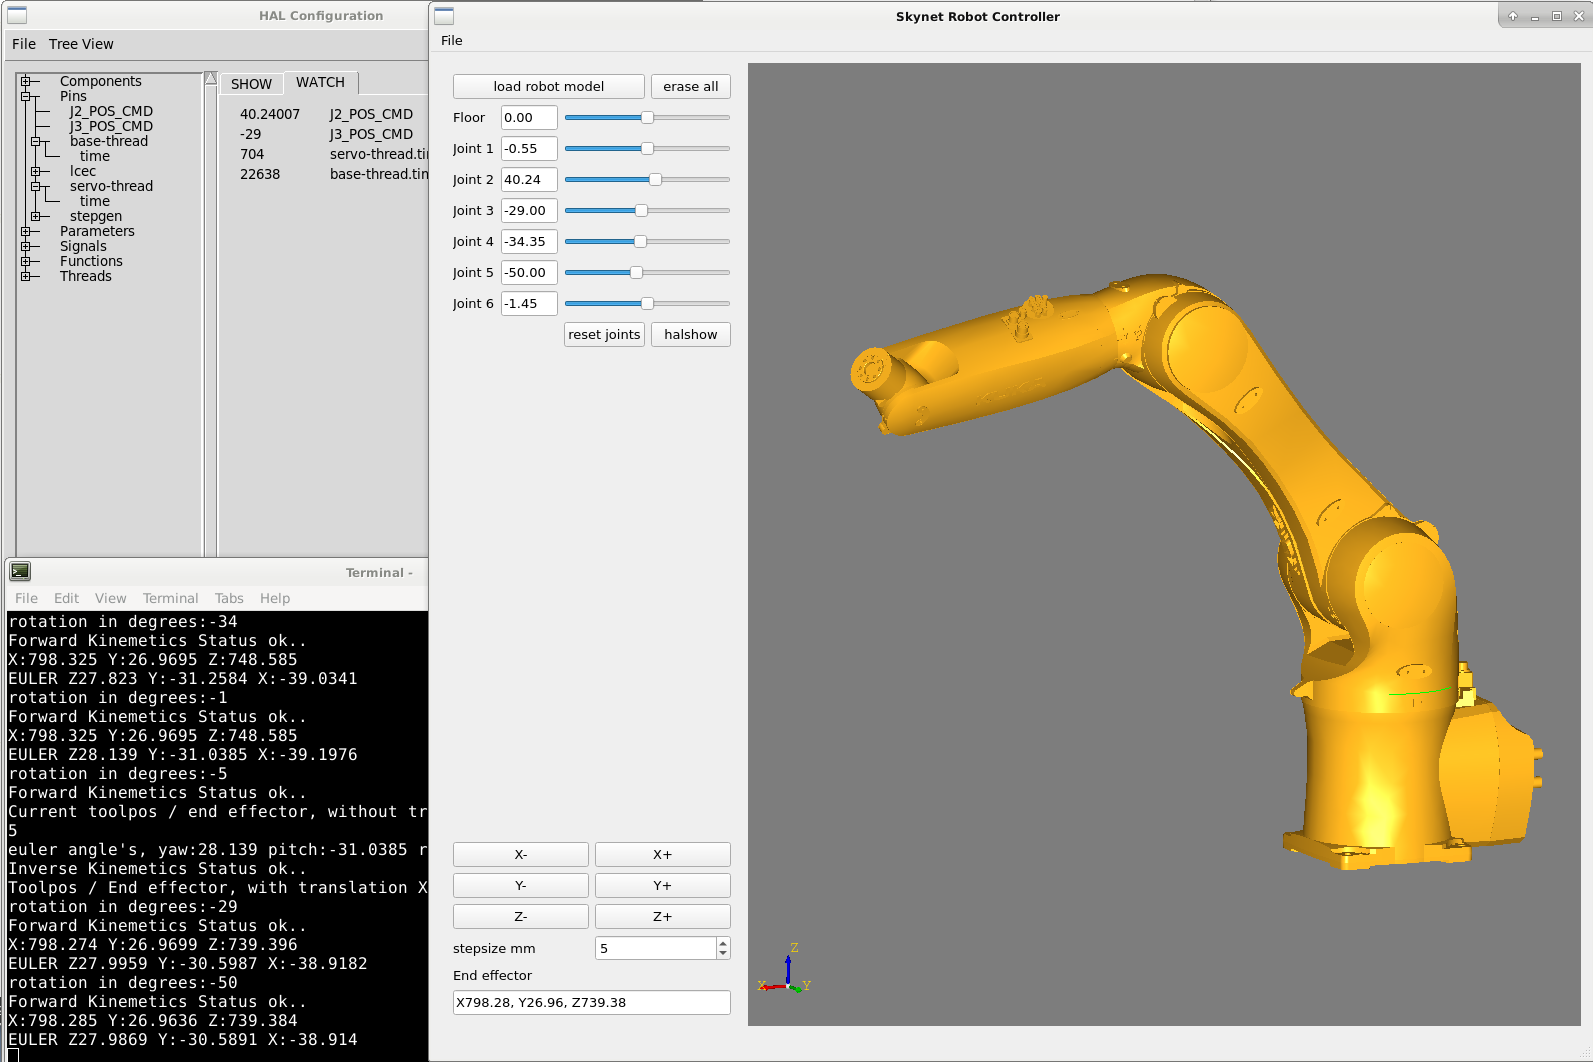 HAL Configuration
File Tree View
Components
Pins
J2_POS_CMD
J3_POS_CMD
base-thread
time
lcec
servo-thread
time
stepgen
Parameters
Signals
Functions
Threads
SHOW WATCH
40.24007 J2_POS_CMD
-29 J3_POS_CMD
704 servo-thread.ti
22638 base-thread.tin
Terminal -
File Edit View Terminal Tabs Help
rotation in degrees:-34
Forward Kinemetics Status ok..
X:798.325 Y:26.9695 Z:748.585
EULER Z27.823 Y:-31.2584 X:-39.0341
rotation in degrees:-1
Forward Kinemetics Status ok..
X:798.325 Y:26.9695 Z:748.585
EULER Z28.139 Y:-31.0385 X:-39.1976
rotation in degrees:-5
Forward Kinemetics Status ok..
Current toolpos / end effector, without tr
5
euler angle's, yaw:28.139 pitch:-31.0385 r
Inverse Kinemetics Status ok..
Toolpos / End effector, with translation X
rotation in degrees:-29
Forward Kinemetics Status ok..
X:798.274 Y:26.9699 Z:739.396
EULER Z27.9959 Y:-30.5987 X:-38.9182
rotation in degrees:-50
Forward Kinemetics Status ok..
X:798.285 Y:26.9636 Z:739.384
EULER Z27.9869 Y:-30.5891 X:-38.914
Skynet Robot Controller
File
load robot model erase all
Floor 0.00
Joint 1 -0.55
Joint 2 40.24
Joint 3 -29.00
Joint 4 -34.35
Joint 5 -50.00
Joint 6 -1.45
reset joints halshow
X- X+
Y- Y+
Z- Z+
stepsize mm 5
End effector
X798.28, Y26.96, Z739.38
Z
X Y